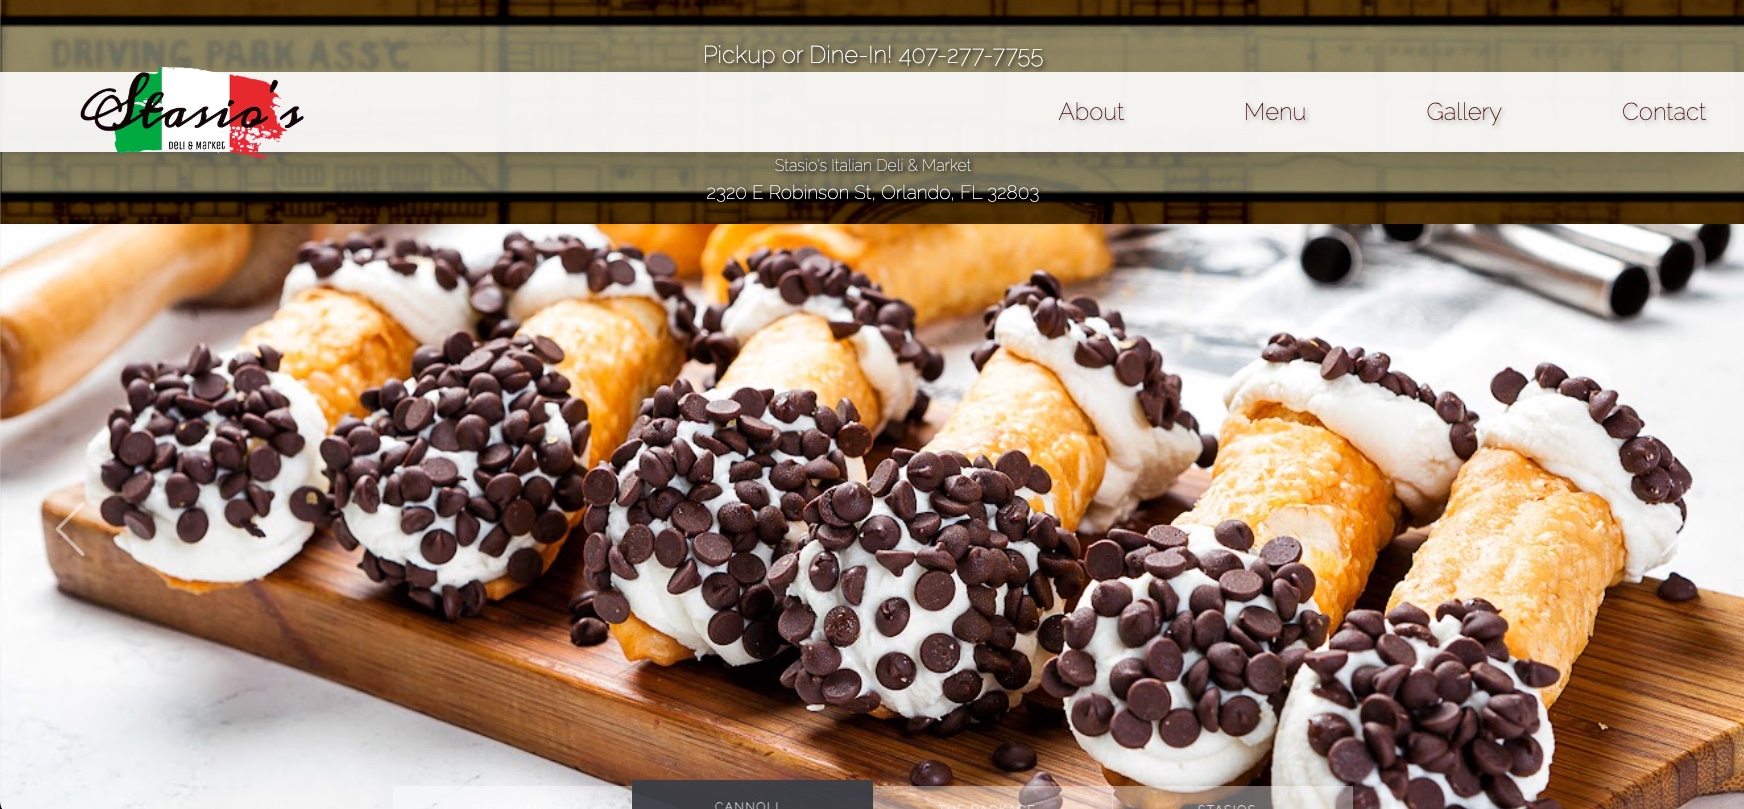 DRIVING PARK ASS'C
Pickup or Dine-In! 407-277-7755
Stasio's
DELI & MARKET
About
Menu
Gallery
Contact
Stasio's Italian Deli & Market
2320 E Robinson St, Orlando, FL 32803
CANNOLI
PACKAGE
STASIOS